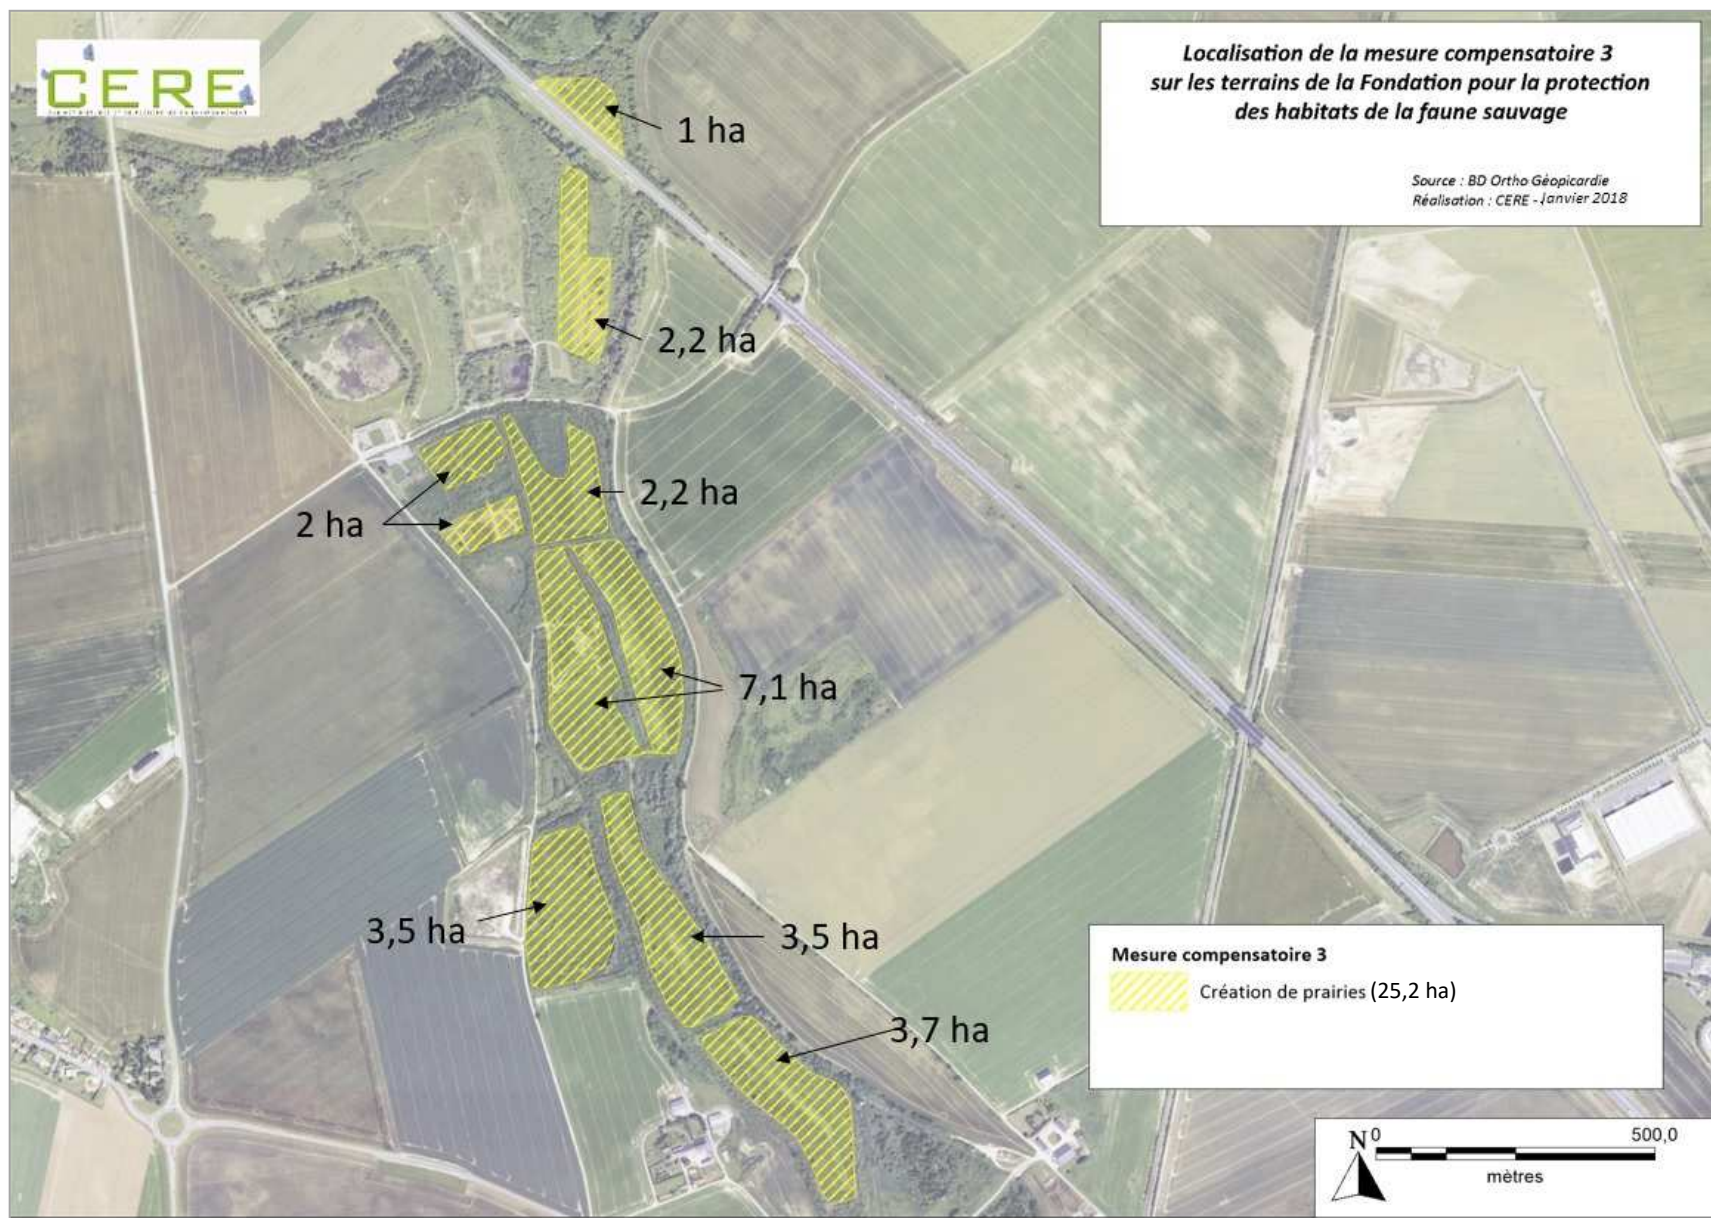 CERE
Localisation de la mesure compensatoire 3
sur les terrains de la Fondation pour la protection
des habitats de la faune sauvage
Source : BD Ortho Géopicardie
Réalisation : CERE - Janvier 2018
1 ha
2,2 ha
2,2 ha
2 ha
7,1 ha
3,5 ha
3,5 ha
3,7 ha
Mesure compensatoire 3
Création de prairies (25,2 ha)
N
0 500,0
mètres